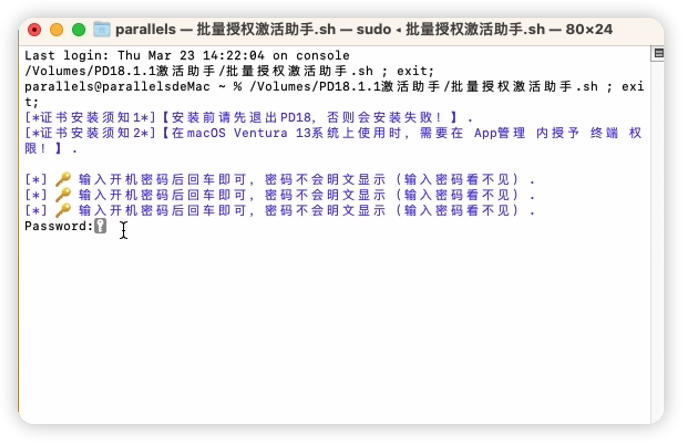 parallels — 批量授权激活助手.sh — sudo ◂ 批量授权激活助手.sh — 80×24
Last login: Thu Mar 23 14:22:04 on console
/Volumes/PD18.1.1激活助手/批量授权激活助手.sh ; exit;
parallels@parallelsdeMac ~ % /Volumes/PD18.1.1激活助手/批量授权激活助手.sh ; exi
t;
[*证书安装须知1*]【安装前请先退出PD18，否则会安装失败！】.
[*证书安装须知2*]【在macOS Ventura 13系统上使用时，需要在 App管理 内授予 终端 权
限！】.
[*] 🔑 输入开机密码后回车即可，密码不会明文显示（输入密码看不见）.
[*] 🔑 输入开机密码后回车即可，密码不会明文显示（输入密码看不见）.
[*] 🔑 输入开机密码后回车即可，密码不会明文显示（输入密码看不见）.
Password: